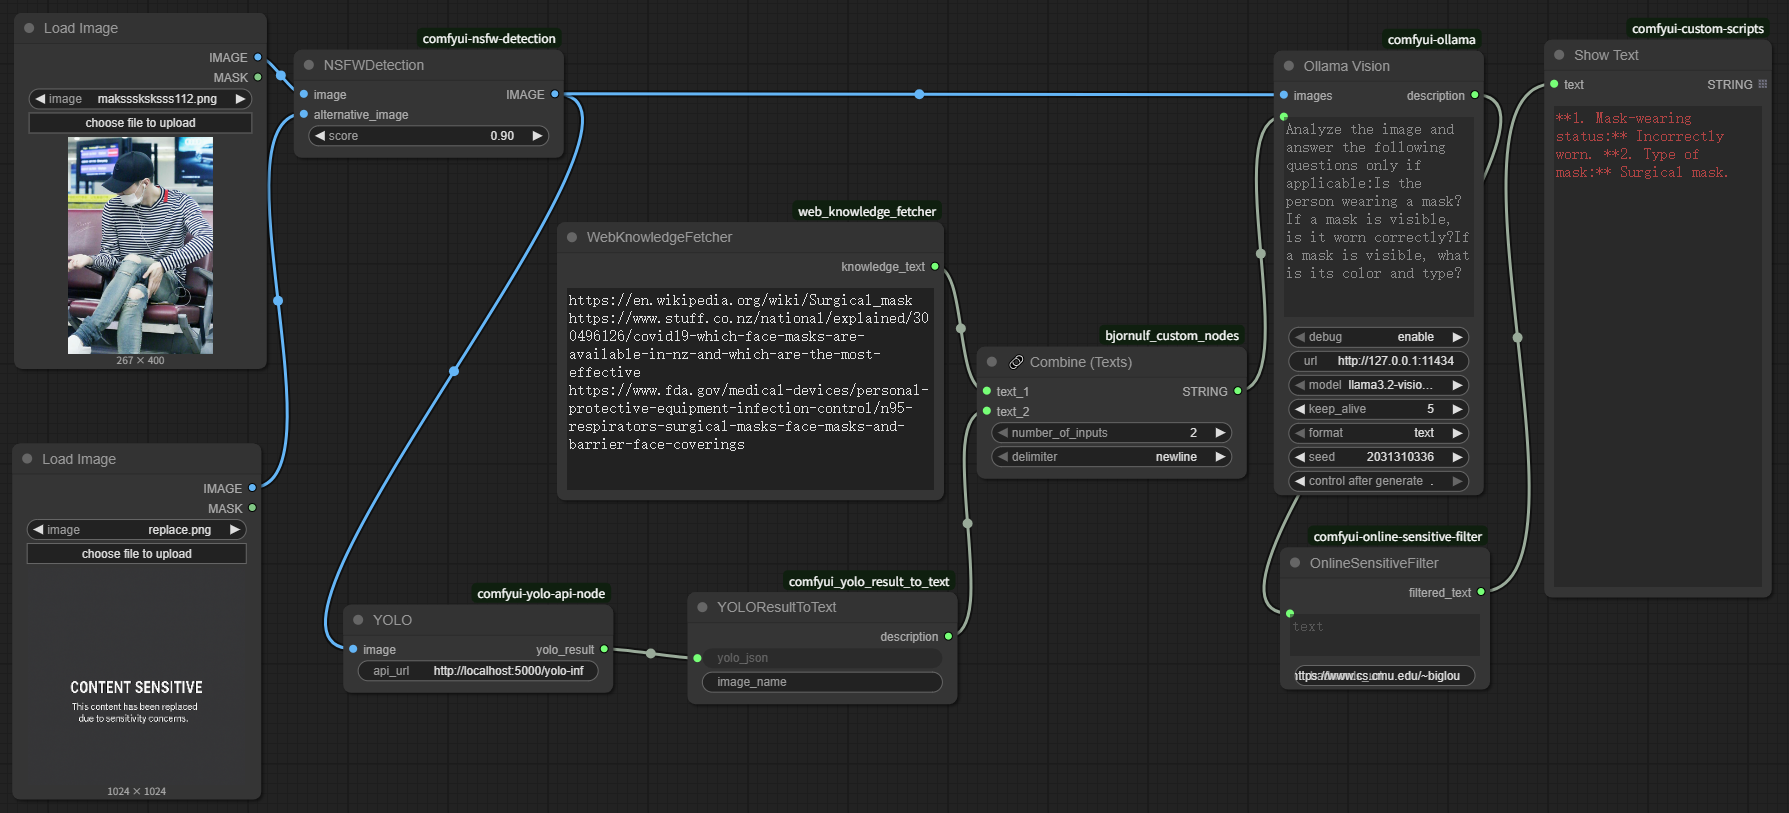 Load Image
IMAGE
MASK
image maksssksksss112.png
choose file to upload
267 × 400
Load Image
IMAGE
MASK
image replace.png
choose file to upload
CONTENT SENSITIVE
This content has been replaced
due to sensitivity concerns.
1024 × 1024
comfyui-nsfw-detection
NSFWDetection
image IMAGE
alternative_image
score 0.90
web_knowledge_fetcher
WebKnowledgeFetcher
knowledge_text
https://en.wikipedia.org/wiki/Surgical_mask
https://www.stuff.co.nz/national/explained/30
0496126/covid19-which-face-masks-are-
available-in-nz-and-which-are-the-most-
effective
https://www.fda.gov/medical-devices/personal-
protective-equipment-infection-control/n95-
respirators-surgical-masks-face-masks-and-
barrier-face-coverings
comfyui-yolo-api-node
YOLO
image yolo_result
api_url http://localhost:5000/yolo-inf
comfyui_yolo_result_to_text
YOLOResultToText
description
yolo_json
image_name
bjornulf_custom_nodes
Combine (Texts)
text_1 STRING
text_2
number_of_inputs 2
delimiter newline
comfyui-ollama
Ollama Vision
images description
Analyze the image and
answer the following
questions only if
applicable:Is the
person wearing a mask?
If a mask is visible,
is it worn correctly?If
a mask is visible, what
is its color and type?
debug enable
url http://127.0.0.1:11434
model llama3.2-visio...
keep_alive 5
format text
seed 2031310336
control after generate .
comfyui-online-sensitive-filter
OnlineSensitiveFilter
filtered_text
text
www.cs.cmu.edu/~biglou
comfyui-custom-scripts
Show Text
text STRING
**1. Mask-wearing
status:** Incorrectly
worn. **2. Type of
mask:** Surgical mask.